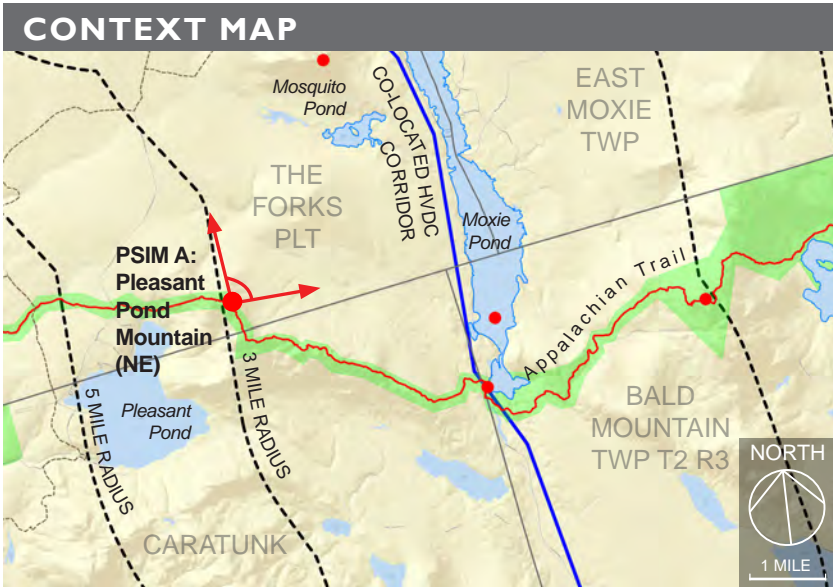 CONTEXT MAP
Mosquito
Pond
CO-LOCATED HVDC
CORRIDOR
EAST
MOXIE
TWP
THE
FORKS
PLT
Moxie
Pond
PSIM A:
Pleasant
Pond
Mountain
(NE)
Appalachian Trail
3 MILE RADIUS
5 MILE RADIUS
Pleasant
Pond
BALD
MOUNTAIN
TWP T2 R3
CARATUNK
NORTH
1 MILE